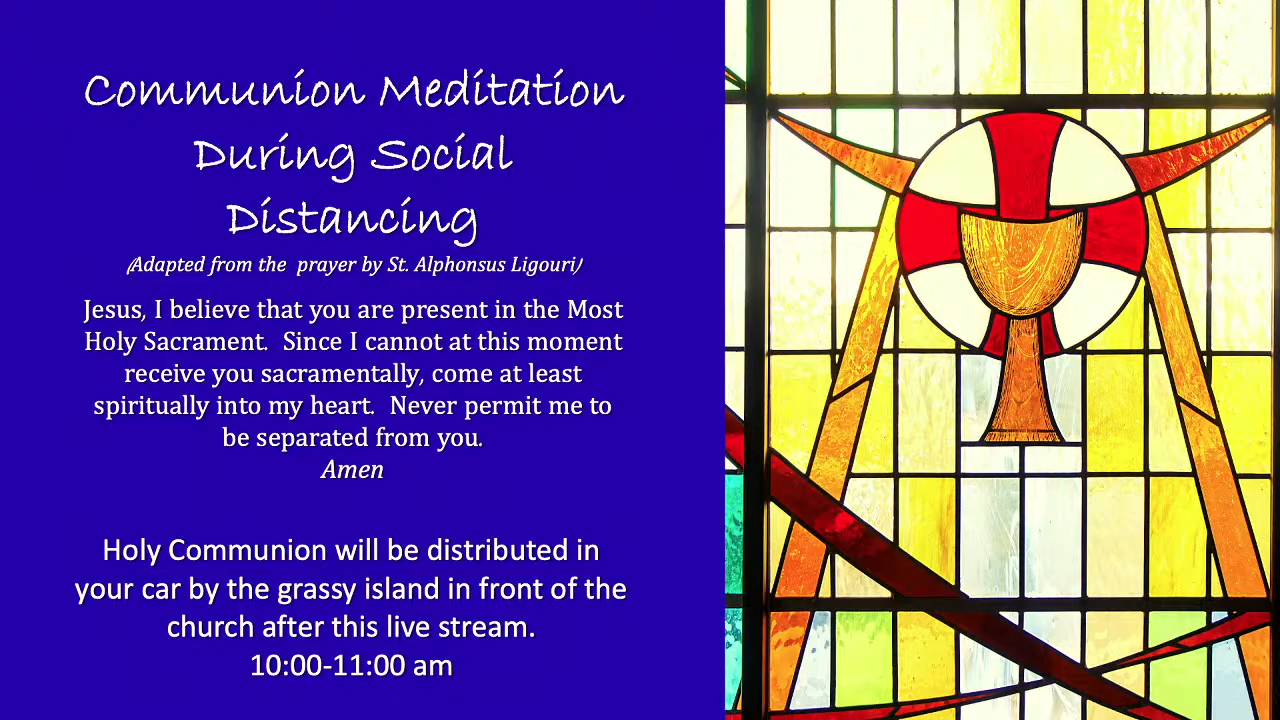 Communion Meditation
During Social
Distancing
(Adapted from the  prayer by St. Alphonsus Ligouri)
Jesus, I believe that you are present in the Most
Holy Sacrament.  Since I cannot at this moment
receive you sacramentally, come at least
spiritually into my heart.  Never permit me to
be separated from you.
Amen
Holy Communion will be distributed in
your car by the grassy island in front of the
church after this live stream.
10:00-11:00 am